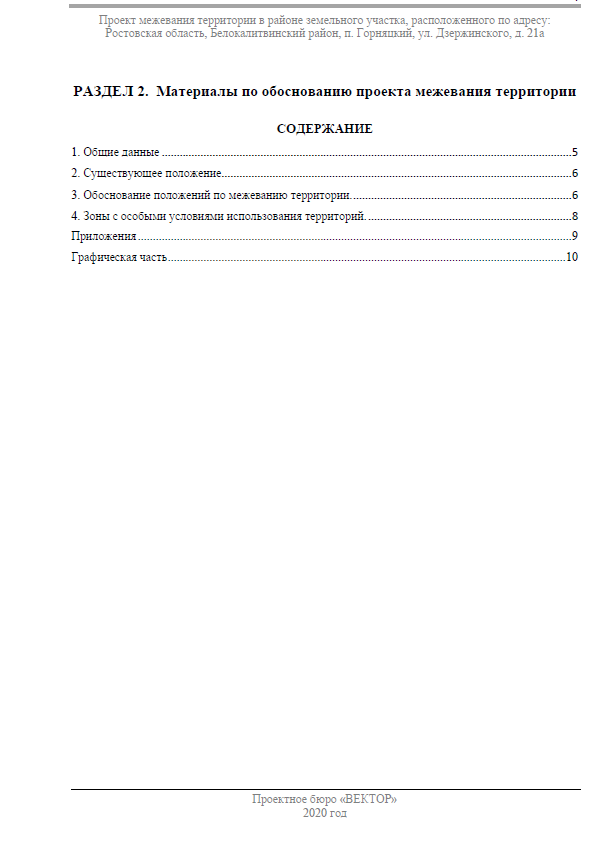 Проект межевания территории в районе земельного участка, расположенного по адресу:
Ростовская область, Белокалитвинский район, п. Горняцкий, ул. Дзержинского, д. 21а
РАЗДЕЛ 2. Материалы по обоснованию проекта межевания территории
СОДЕРЖАНИЕ
1. Общие данные 5
2. Существующее положение 6
3. Обоснование положений по межеванию территории. 6
4. Зоны с особыми условиями использования территорий. 8
Приложения 9
Графическая часть 10
Проектное бюро «ВЕКТОР»
2020 год